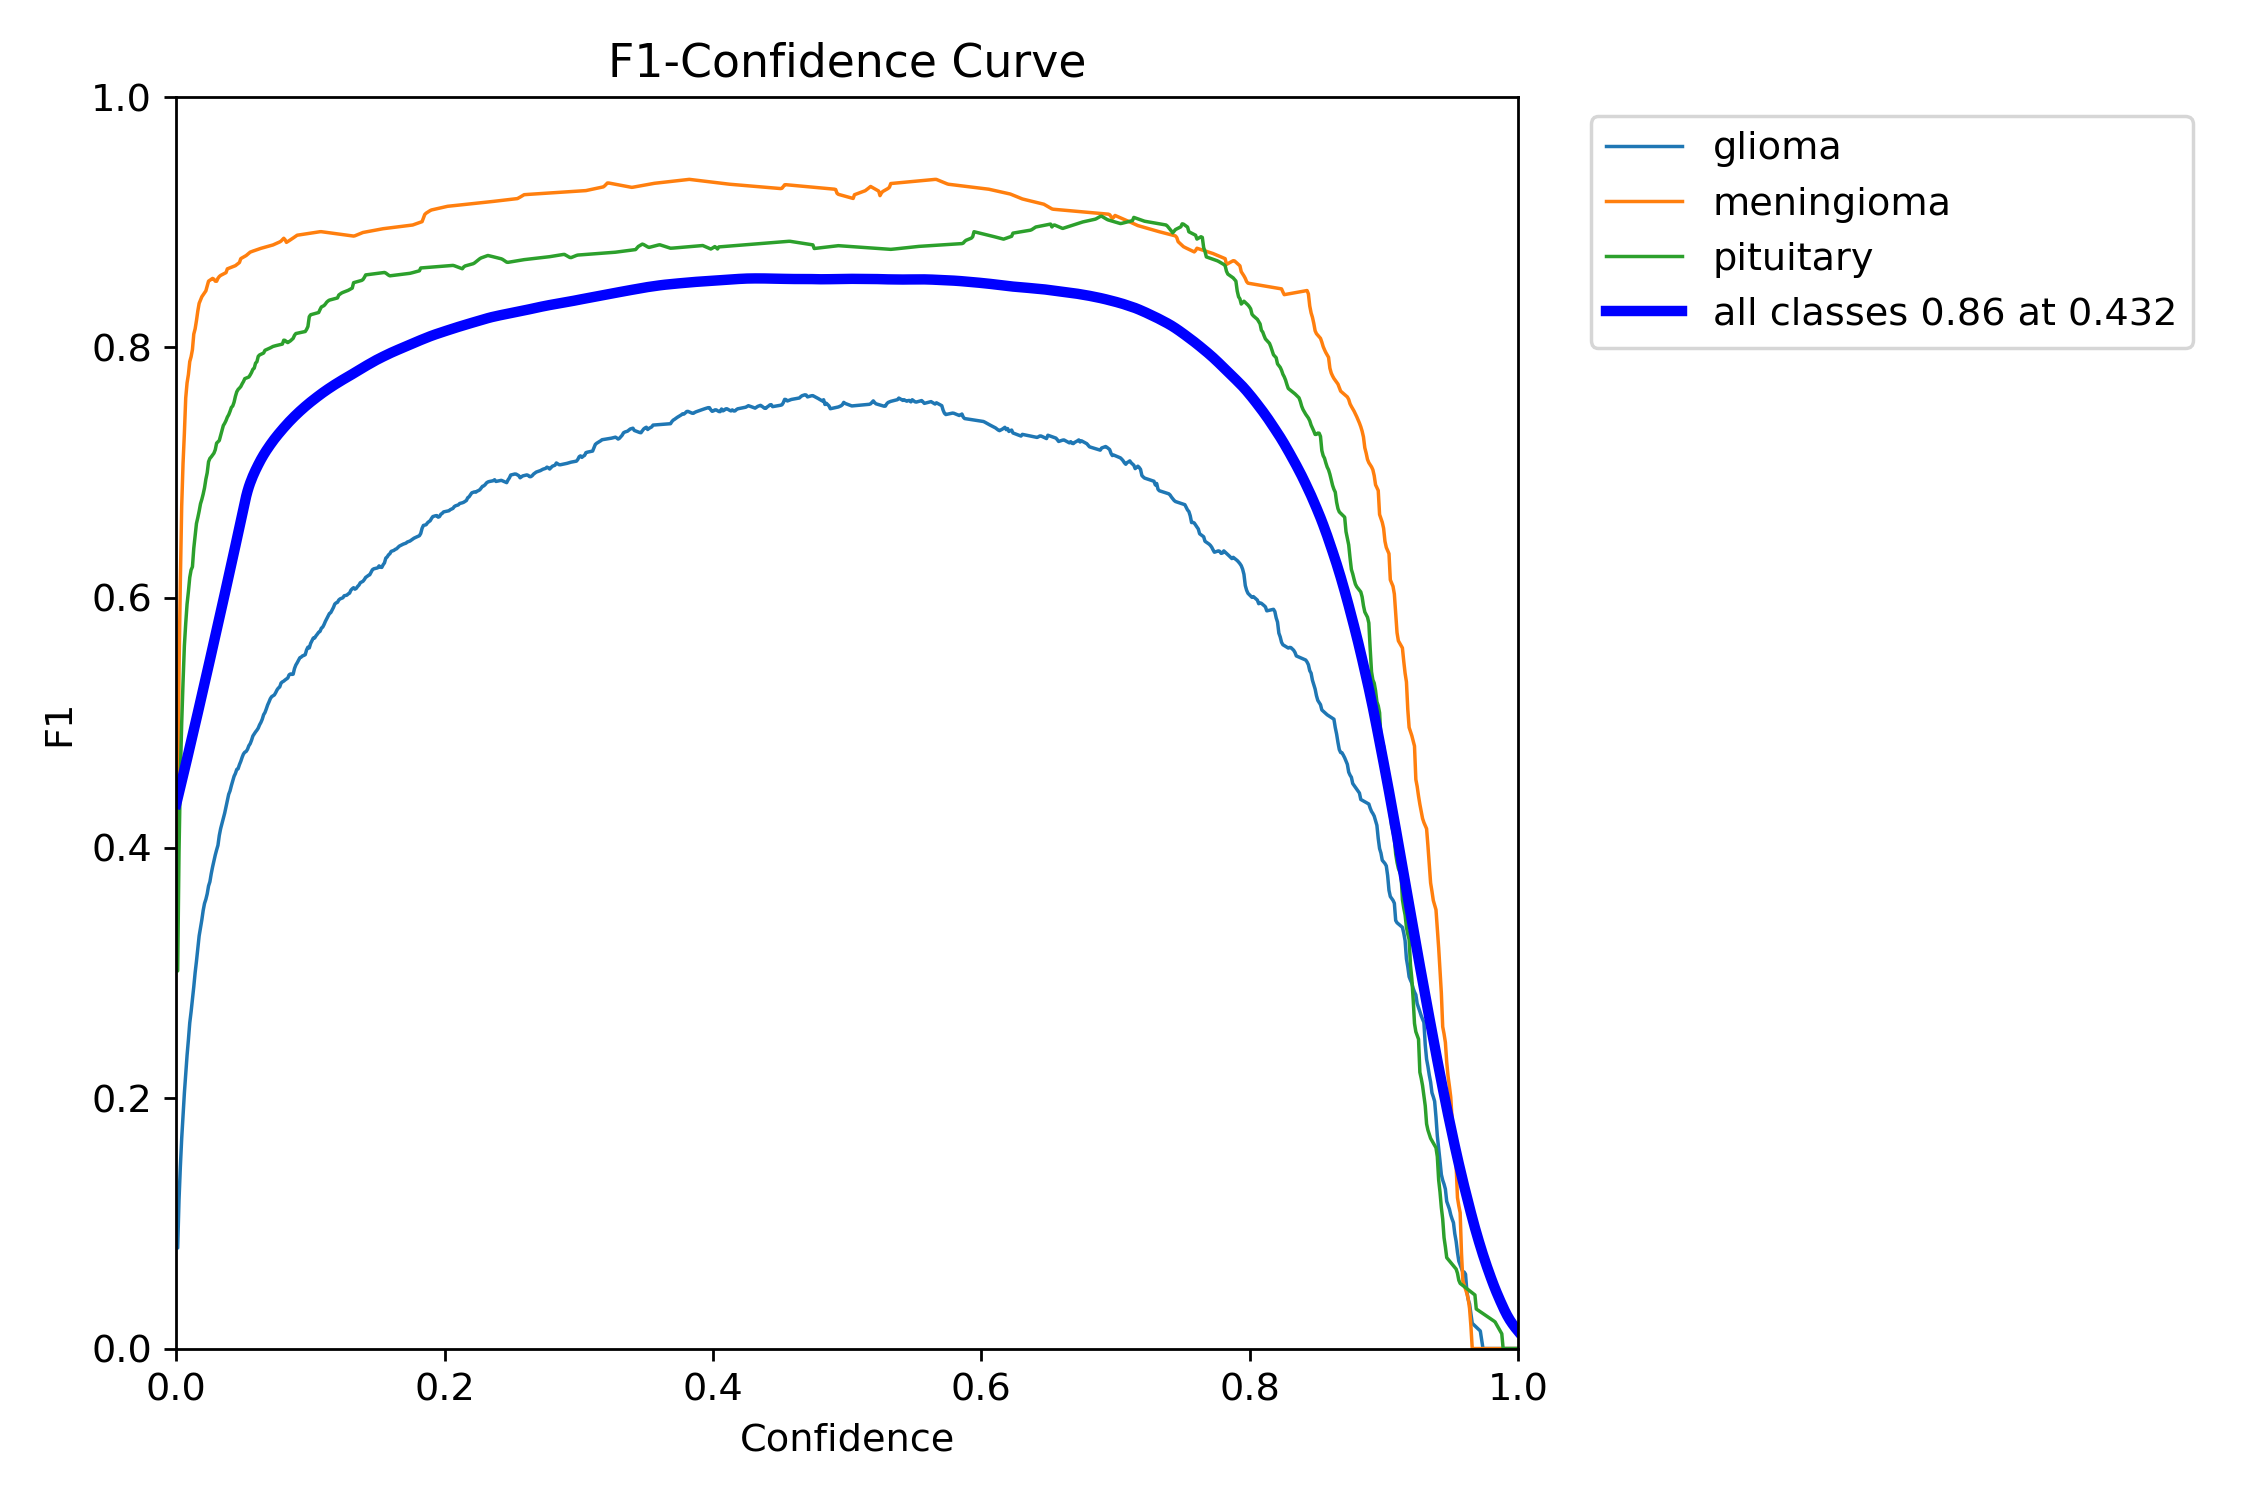 F1-Confidence Curve
1.0
0.8
0.6
0.4
0.2
0.0
F1
0.0 0.2 0.4 0.6 0.8 1.0
Confidence
glioma
meningioma
pituitary
all classes 0.86 at 0.432